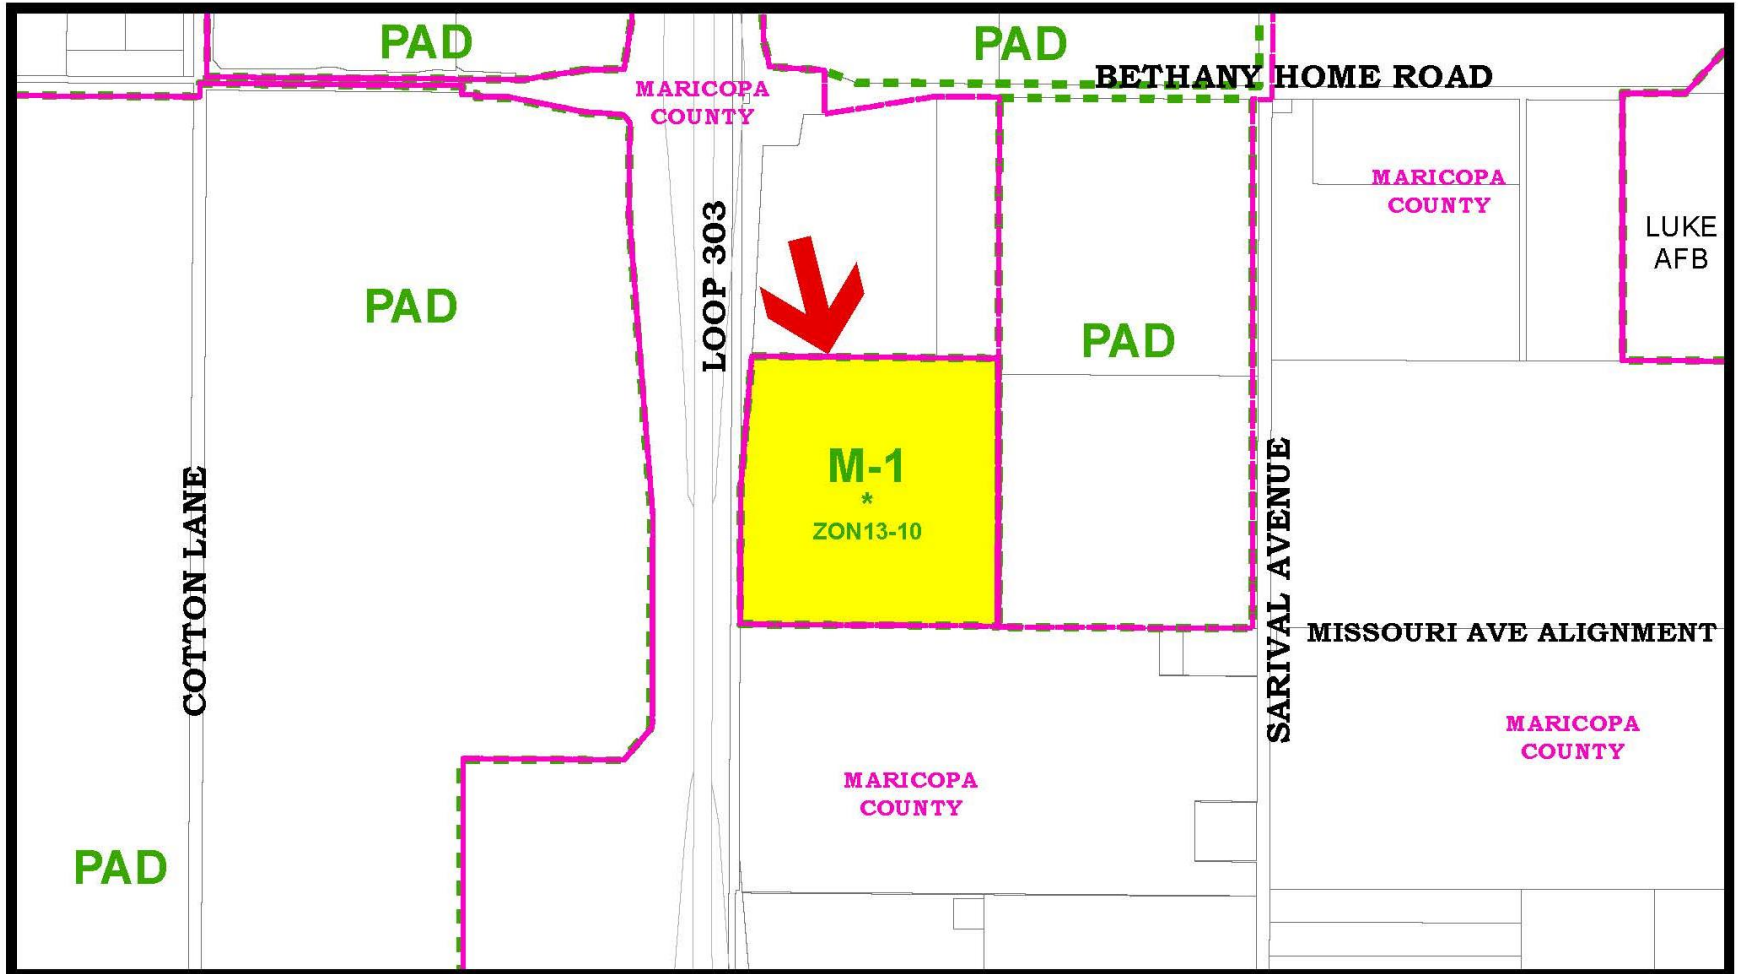 PAD
PAD
BETHANY HOME ROAD
MARICOPA
COUNTY
MARICOPA
COUNTY
LUKE
AFB
LOOP 303
PAD
PAD
M-1
*
ZON13-10
COTTON LANE
SARIVAL AVENUE
MISSOURI AVE ALIGNMENT
MARICOPA
COUNTY
MARICOPA
COUNTY
PAD